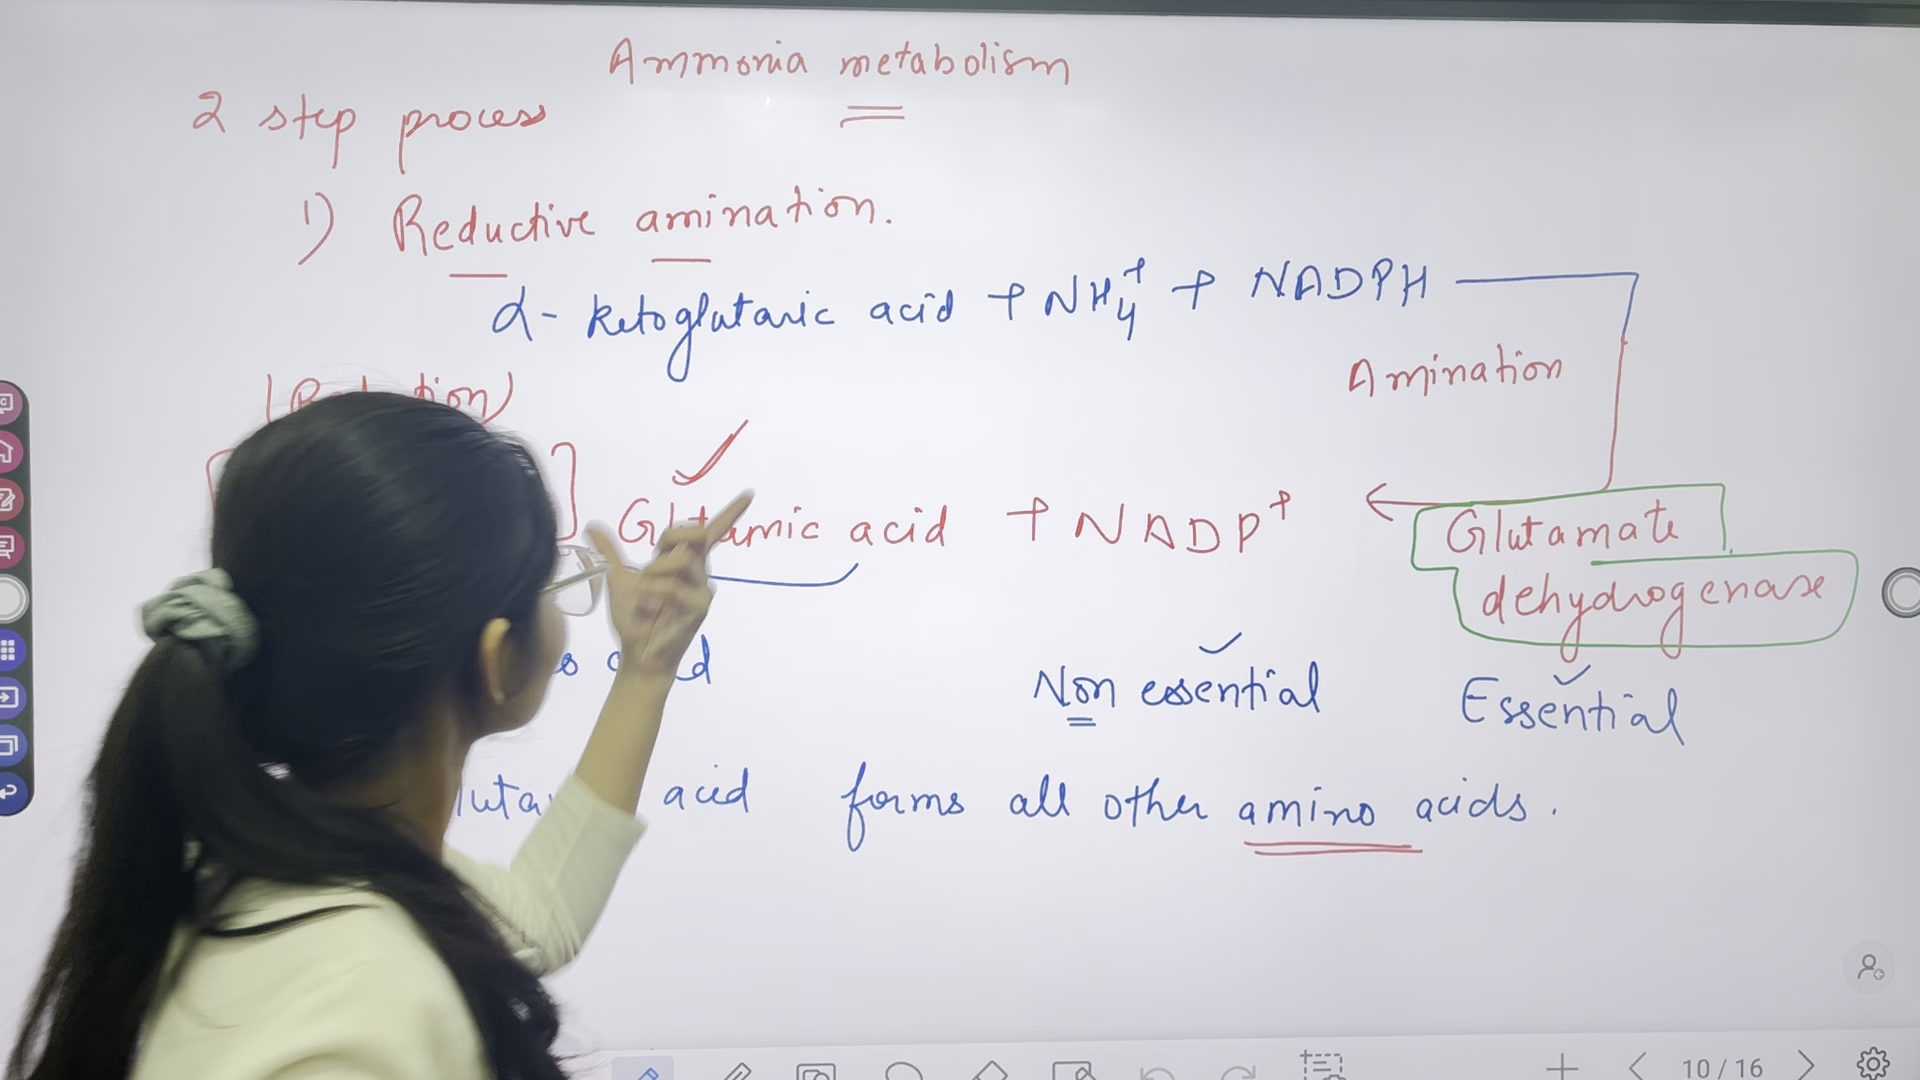 Ammonia metabolism
2 step process
1) Reductive amination.
α- ketoglutaric acid + NH4+ + NADPH
Amination
Glutamic acid + NADP+
Glutamate
dehydrogenase
Non essential
Essential
acid forms all other amino acids.
10/16